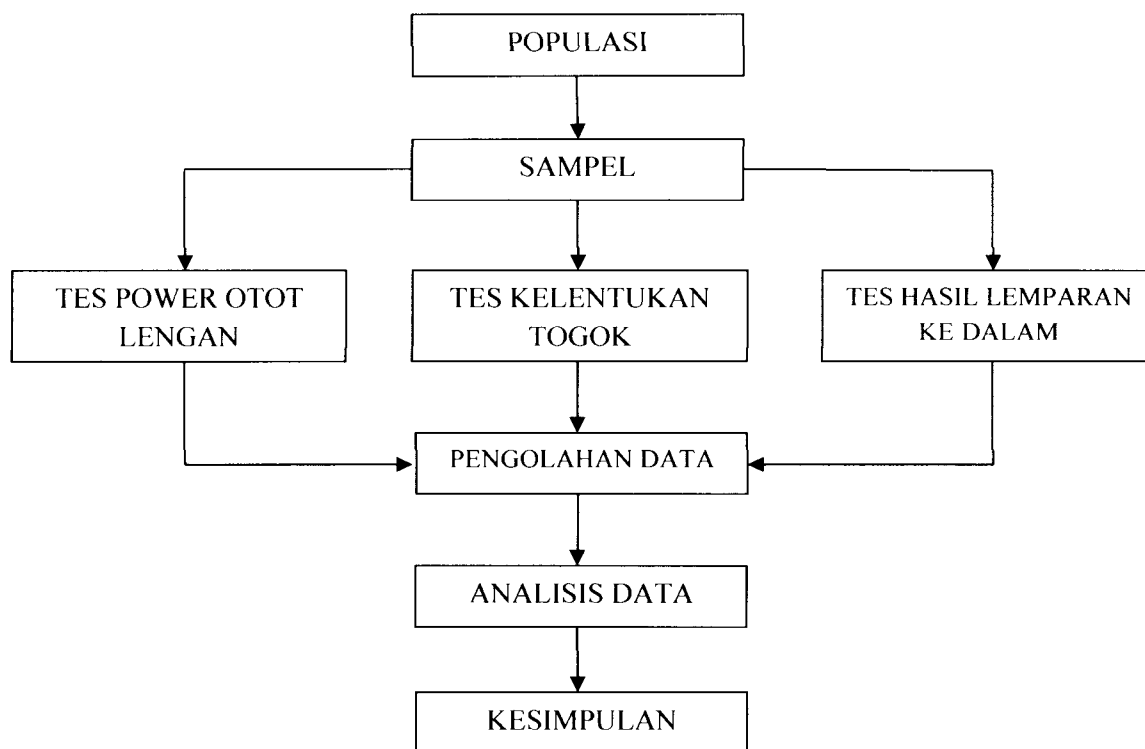 POPULASI
SAMPEL
TES POWER OTOT
LENGAN
TES KELENTUKAN
TOGOK
TES HASIL LEMPARAN
KE DALAM
PENGOLAHAN DATA
ANALISIS DATA
KESIMPULAN